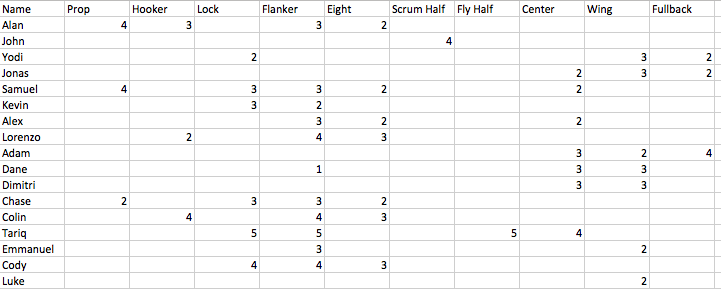 Name Prop Hooker Lock Flanker Eight Scrum Half Fly Half Center Wing Fullback
Alan 4 3 3 2
John 4
Yodi 2 3 2
Jonas 2 3 2
Samuel 4 3 3 2 2
Kevin 3 2
Alex 3 2 2
Lorenzo 2 4 3
Adam 3 2 4
Dane 1 3 3
Dimitri 3 3
Chase 2 3 3 2
Colin 4 4 3
Tariq 5 5 5 4
Emmanuel 3 2
Cody 4 4 3
Luke 2